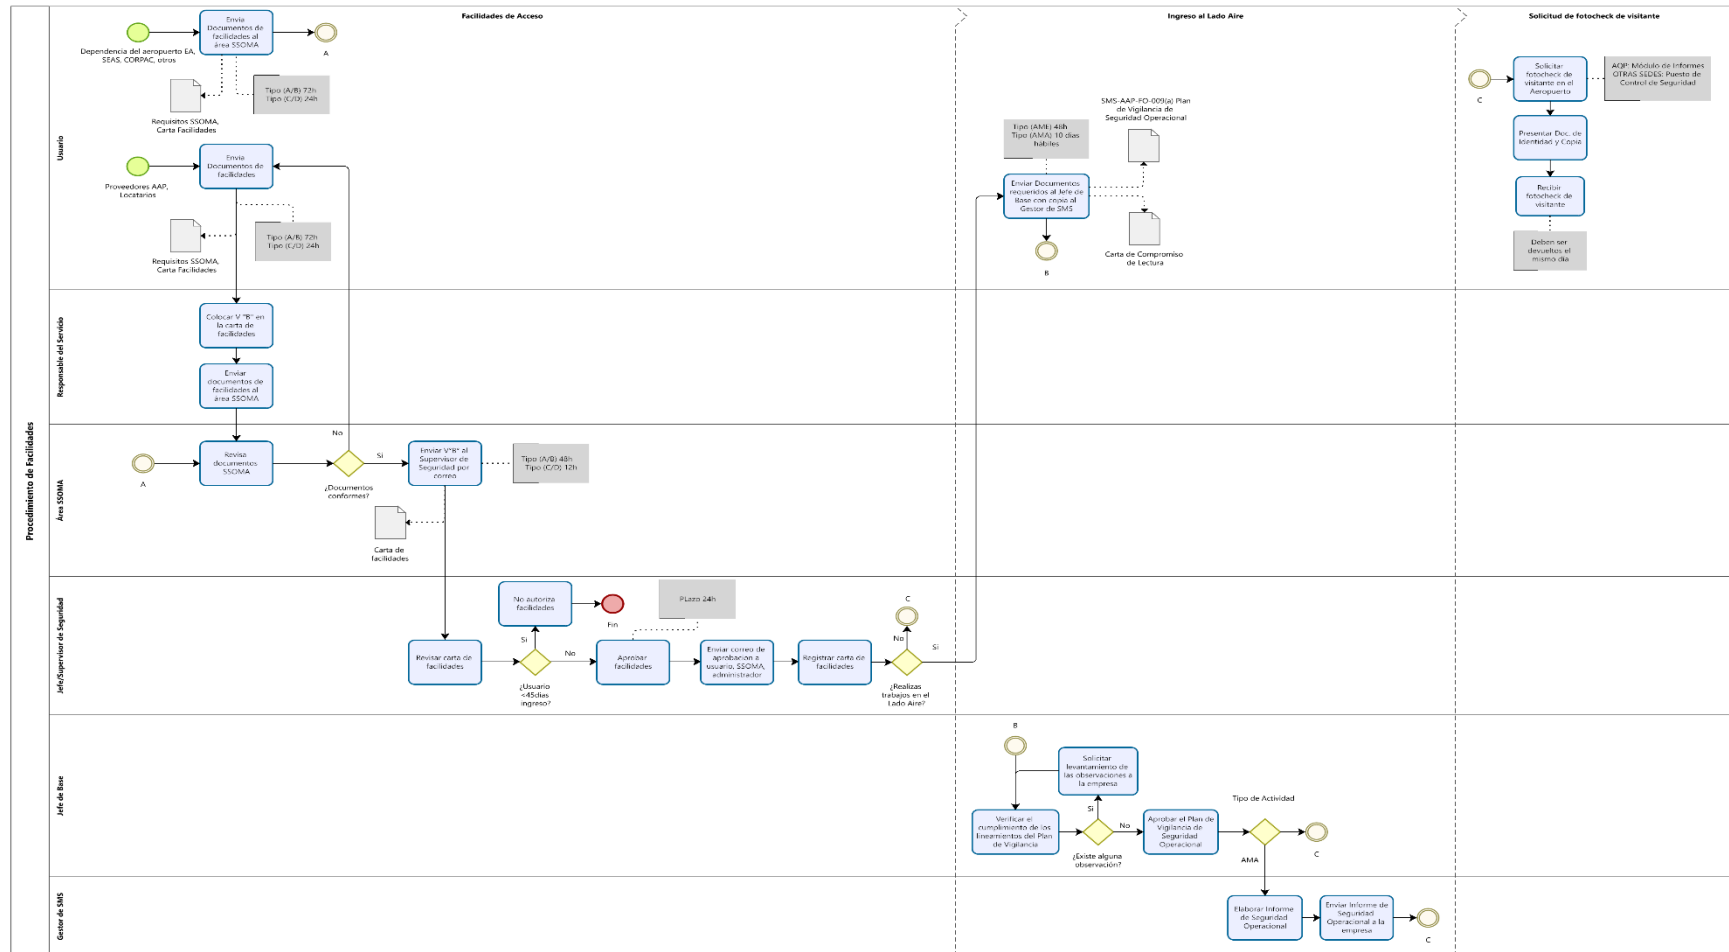 Procedimiento de Facilidades
Facilidades de Acceso
Ingreso al Lado Aire
Solicitud de fotocheck de visitante
Usuario
Envia
Documentos de
facilidades al
área SSOMA
A
Dependencia del aeropuerto EA,
SEAS, CORPAC, otros
Tipo (A/B) 72h
Tipo (C/D) 24h
Requisitos SSOMA,
Carta Facilidades
Envia
Documentos de
facilidades
Proveedores AAP,
Locatarios
Tipo (A/B) 72h
Tipo (C/D) 24h
Requisitos SSOMA,
Carta Facilidades
SMS-AAP-FO-009(a) Plan
de Vigilancia de
Seguridad Operacional
Tipo (AME) 48h
Tipo (AMA) 10 dias
hábiles
Enviar Documentos
requeridos al Jefe de
Base con copia al
Gestor de SMS
B
Carta de Compromiso
de Lectura
C
Solicitar
fotocheck de
visitante en el
Aeropuerto
AQP: Módulo de Informes
OTRAS SEDES: Puesto de
Control de Seguridad
Presentar Doc. de
Identidad y Copia
Recibir
fotocheck de
visitante
Deben ser
devueltos el
mismo dia
Responsable del Servicio
Colocar V "B" en
la carta de
facilidades
Enviar
documentos de
facilidades al
área SSOMA
Área SSOMA
A
Revisa
documentos
SSOMA
No
Si
¿Documentos
conformes?
Enviar V"B" al
Supervisor de
Seguridad por
correo
Tipo (A/B) 48h
Tipo (C/D) 12h
Carta de
facilidades
Jefe/Supervisor de Seguridad
No autoriza
facilidades
Fin
Si
Revisar carta de
facilidades
No
¿Usuario
<45dias
ingreso?
PLazo 24h
Aprobar
facilidades
Enviar correo de
aprobacion a
usuario, SSOMA,
administrador
Registrar carta de
facilidades
C
No
Si
¿Realizas
trabajos en el
Lado Aire?
Jefe de Base
B
Solicitar
levantamiento de
las observaciones a
la empresa
Si
Verificar el
cumplimiento de los
lineamientos del Plan
de Vigilancia
No
¿Existe alguna
observación?
Aprobar el Plan de
Vigilancia de
Seguridad
Operacional
Tipo de Actividad
AMA
C
Gestor de SMS
Elaborar Informe
de Seguridad
Operacional
Enviar Informe de
Seguridad
Operacional a la
empresa
C